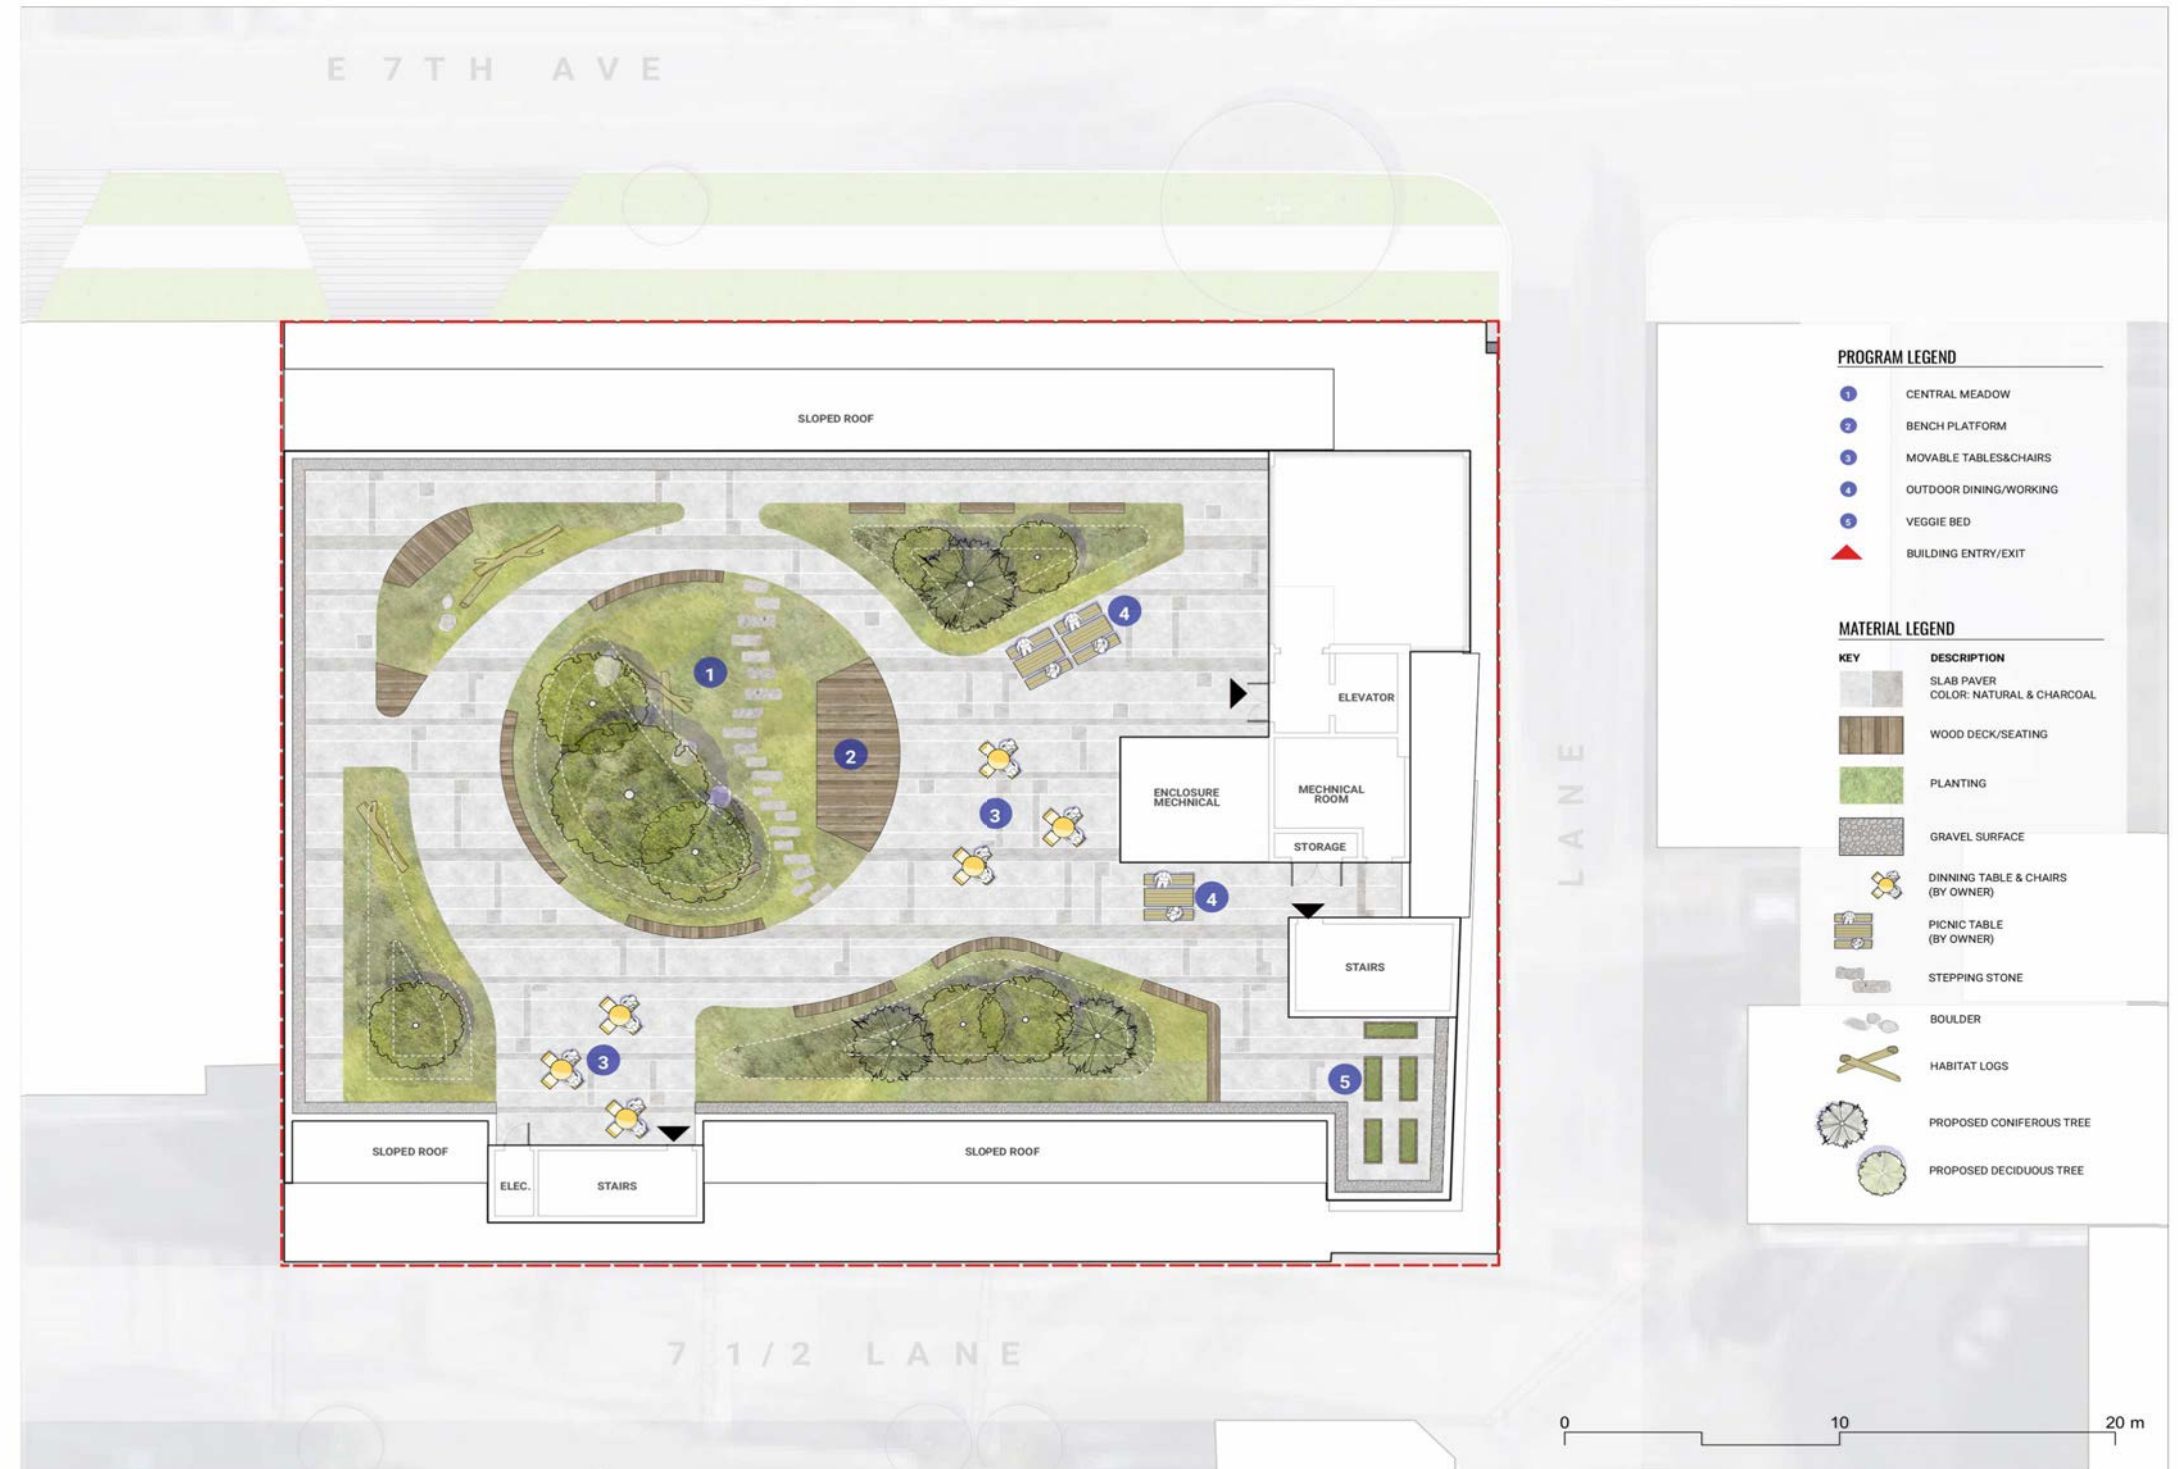 E 7TH AVE
SLOPED ROOF
1
4
ELEVATOR
2
ENCLOSURE
MECHNICAL
MECHNICAL
ROOM
3
STORAGE
4
STAIRS
3
5
SLOPED ROOF
SLOPED ROOF
ELEC.
STAIRS
LANE
7 1/2 LANE
PROGRAM LEGEND
1 CENTRAL MEADOW
2 BENCH PLATFORM
3 MOVABLE TABLES&CHAIRS
4 OUTDOOR DINING/WORKING
5 VEGGIE BED
BUILDING ENTRY/EXIT
MATERIAL LEGEND
KEY DESCRIPTION
SLAB PAVER
COLOR: NATURAL & CHARCOAL
WOOD DECK/SEATING
PLANTING
GRAVEL SURFACE
DINNING TABLE & CHAIRS
(BY OWNER)
PICNIC TABLE
(BY OWNER)
STEPPING STONE
BOULDER
HABITAT LOGS
PROPOSED CONIFEROUS TREE
PROPOSED DECIDUOUS TREE
0 10 20 m